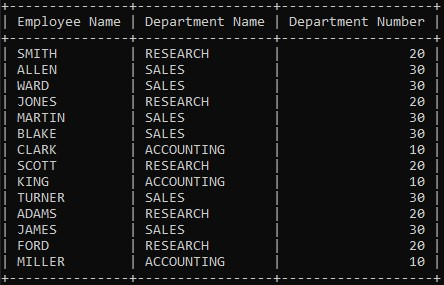 +---------------+-----------------+-------------------+
| Employee Name | Department Name | Department Number |
+---------------+-----------------+-------------------+
| SMITH         | RESEARCH        |                20 |
| ALLEN         | SALES           |                30 |
| WARD          | SALES           |                30 |
| JONES         | RESEARCH        |                20 |
| MARTIN        | SALES           |                30 |
| BLAKE         | SALES           |                30 |
| CLARK         | ACCOUNTING      |                10 |
| SCOTT         | RESEARCH        |                20 |
| KING          | ACCOUNTING      |                10 |
| TURNER        | SALES           |                30 |
| ADAMS         | RESEARCH        |                20 |
| JAMES         | SALES           |                30 |
| FORD          | RESEARCH        |                20 |
| MILLER        | ACCOUNTING      |                10 |
+---------------+-----------------+-------------------+